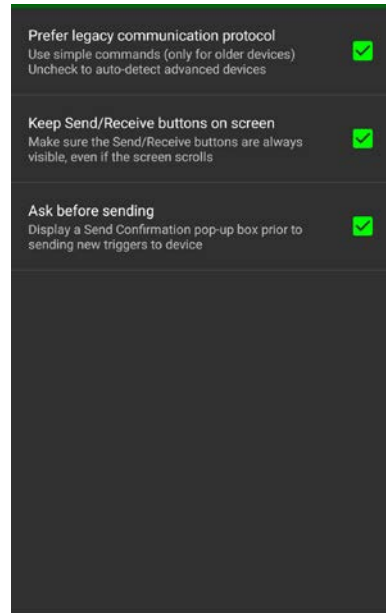 Prefer legacy communication protocol
Use simple commands (only for older devices)
Uncheck to auto-detect advanced devices
Keep Send/Receive buttons on screen
Make sure the Send/Receive buttons are always
visible, even if the screen scrolls
Ask before sending
Display a Send Confirmation pop-up box prior to
sending new triggers to device